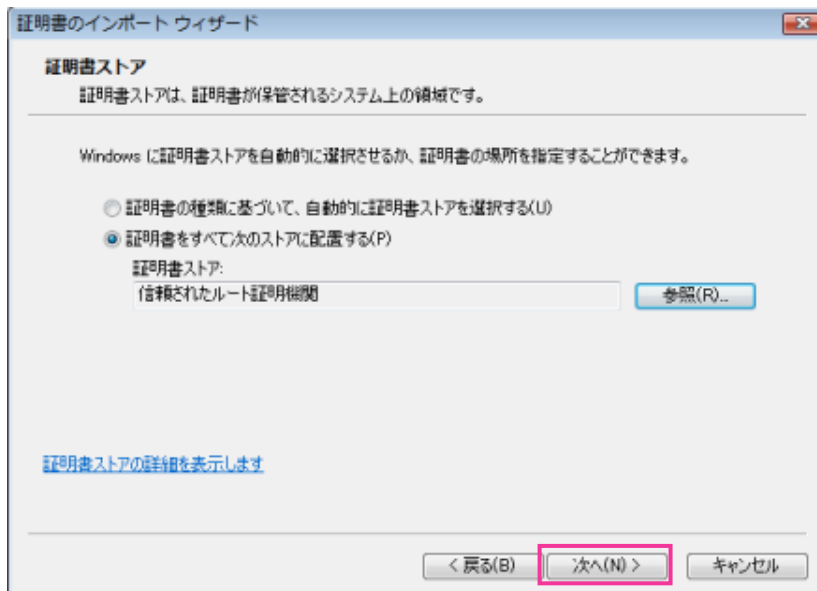 証明書のインポート ウィザード
証明書ストア
証明書ストアは、証明書が保管されるシステム上の領域です。
Windows に証明書ストアを自動的に選択させるか、証明書の場所を指定することができます。
証明書の種類に基づいて、自動的に証明書ストアを選択する(U)
証明書をすべて次のストアに配置する(P)
証明書ストア:
信頼されたルート証明機関
参照(R)...
証明書ストアの詳細を表示します
< 戻る(B)
次へ(N) >
キャンセル